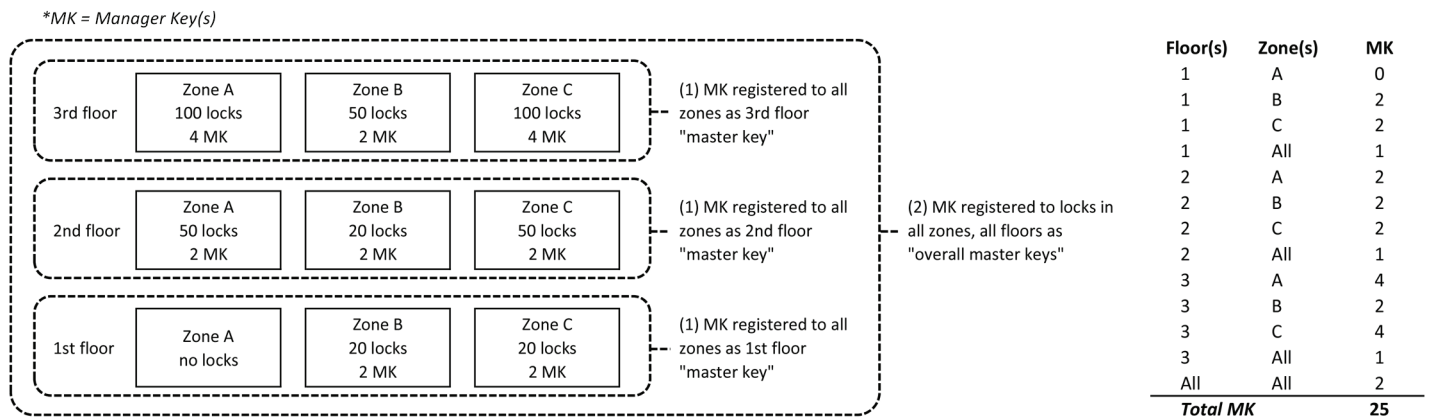 *MK = Manager Key(s)
3rd floor
Zone A
100 locks
4 MK
Zone B
50 locks
2 MK
Zone C
100 locks
4 MK
(1) MK registered to all
zones as 3rd floor
"master key"
2nd floor
Zone A
50 locks
2 MK
Zone B
20 locks
2 MK
Zone C
50 locks
2 MK
(1) MK registered to all
zones as 2nd floor
"master key"
1st floor
Zone A
no locks
Zone B
20 locks
2 MK
Zone C
20 locks
2 MK
(1) MK registered to all
zones as 1st floor
"master key"
(2) MK registered to locks in
all zones, all floors as
"overall master keys"
Floor(s) Zone(s) MK
1 A 0
1 B 2
1 C 2
1 All 1
2 A 2
2 B 2
2 C 2
2 All 1
3 A 4
3 B 2
3 C 4
3 All 1
All All 2
Total MK 25